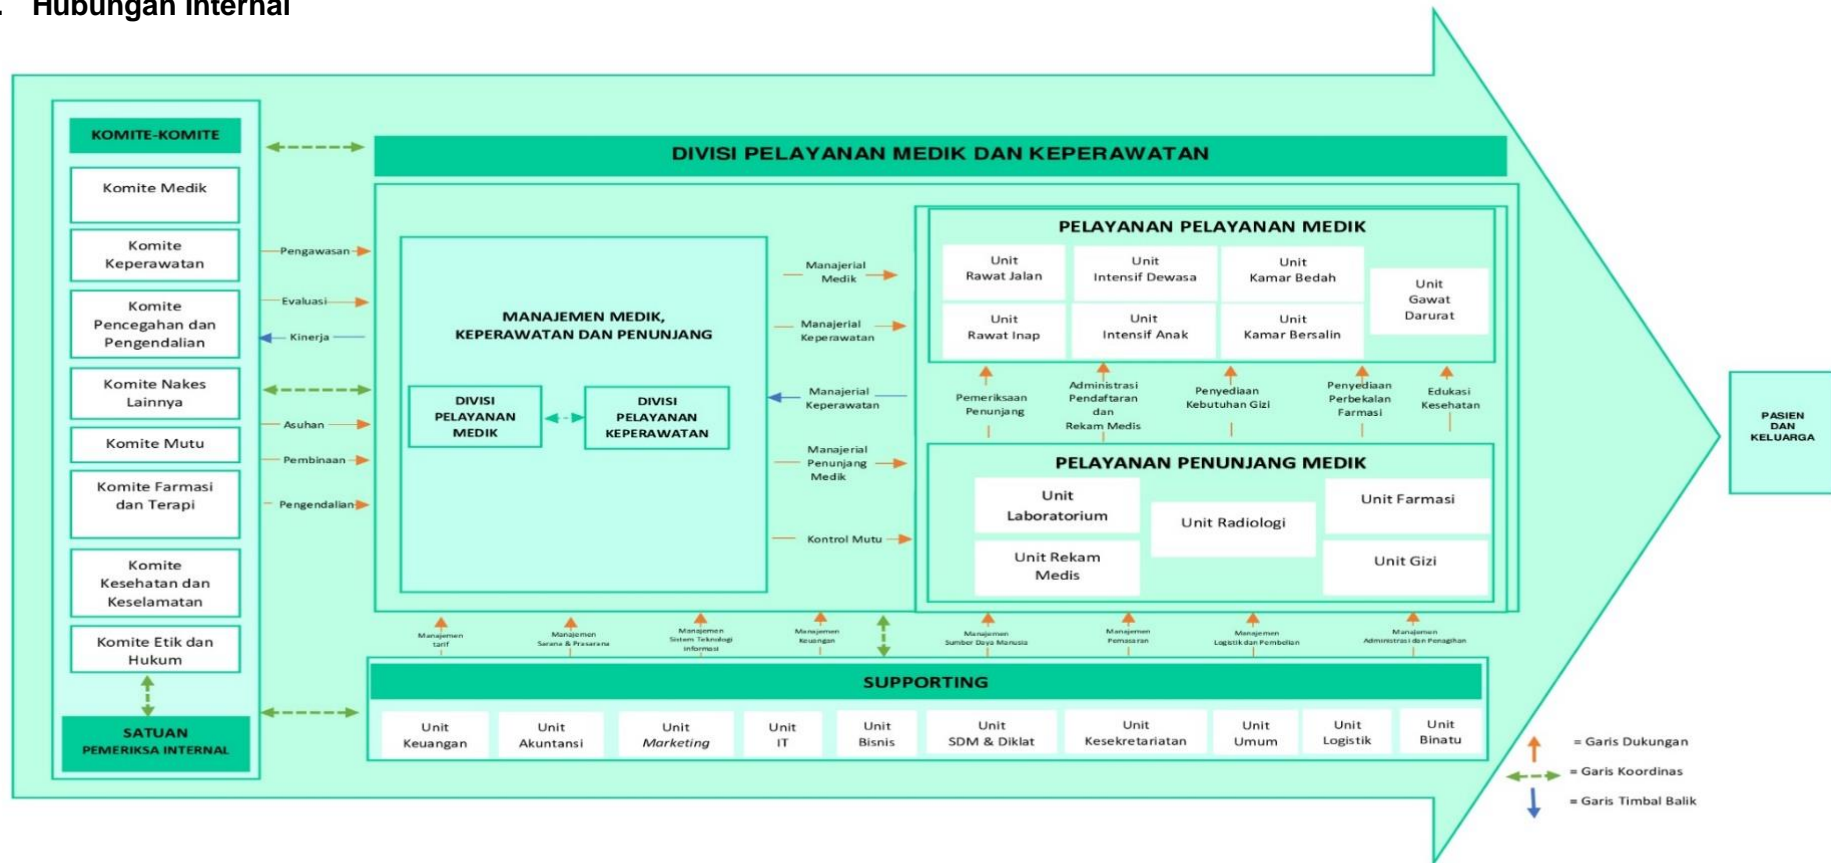 . Hubungan Internal
KOMITE-KOMITE
Komite Medik
Komite
Keperawatan
Komite
Pencegahan dan
Pengendalian
Komite Nakes
Lainnya
Komite Mutu
Komite Farmasi
dan Terapi
Komite
Kesehatan dan
Keselamatan
Komite Etik dan
Hukum
SATUAN
PEMERIKSA INTERNAL
Pengawasan
Evaluasi
Kinerja
Asuhan
Pembinaan
Pengendalian
DIVISI PELAYANAN MEDIK DAN KEPERAWATAN
MANAJEMEN MEDIK,
KEPERAWATAN DAN PENUNJANG
DIVISI
PELAYANAN
MEDIK
DIVISI
PELAYANAN
KEPERAWATAN
Manajerial
Medik
Manajerial
Keperawatan
Manajerial
Keperawatan
Manajerial
Penunjang
Medik
Kontrol Mutu
PELAYANAN PELAYANAN MEDIK
Unit
Rawat Jalan
Unit
Intensif Dewasa
Unit
Kamar Bedah
Unit
Gawat
Darurat
Unit
Rawat Inap
Unit
Intensif Anak
Unit
Kamar Bersalin
Pemeriksaan
Penunjang
Administrasi
Pendaftaran
dan
Rekam Medis
Penyediaan
Kebutuhan Gizi
Penyediaan
Perbekalan
Farmasi
Edukasi
Kesehatan
PELAYANAN PENUNJANG MEDIK
Unit
Laboratorium
Unit Radiologi
Unit Farmasi
Unit Rekam
Medis
Unit Gizi
Manajemen
tarif
Manajemen
Sarana & Prasarana
Manajemen
Sistem Teknologi
Informasi
Manajemen
Keuangan
Manajemen
Sumber Daya Manusia
Manajemen
Pemasaran
Manajemen
Logistik dan Pembelian
Manajemen
Administrasi dan Penagihan
SUPPORTING
Unit
Keuangan
Unit
Akuntansi
Unit
Marketing
Unit
IT
Unit
Bisnis
Unit
SDM & Diklat
Unit
Kesekretariatan
Unit
Umum
Unit
Logistik
Unit
Binatu
PASIEN
DAN
KELUARGA
= Garis Dukungan
= Garis Koordinas
= Garis Timbal Balik